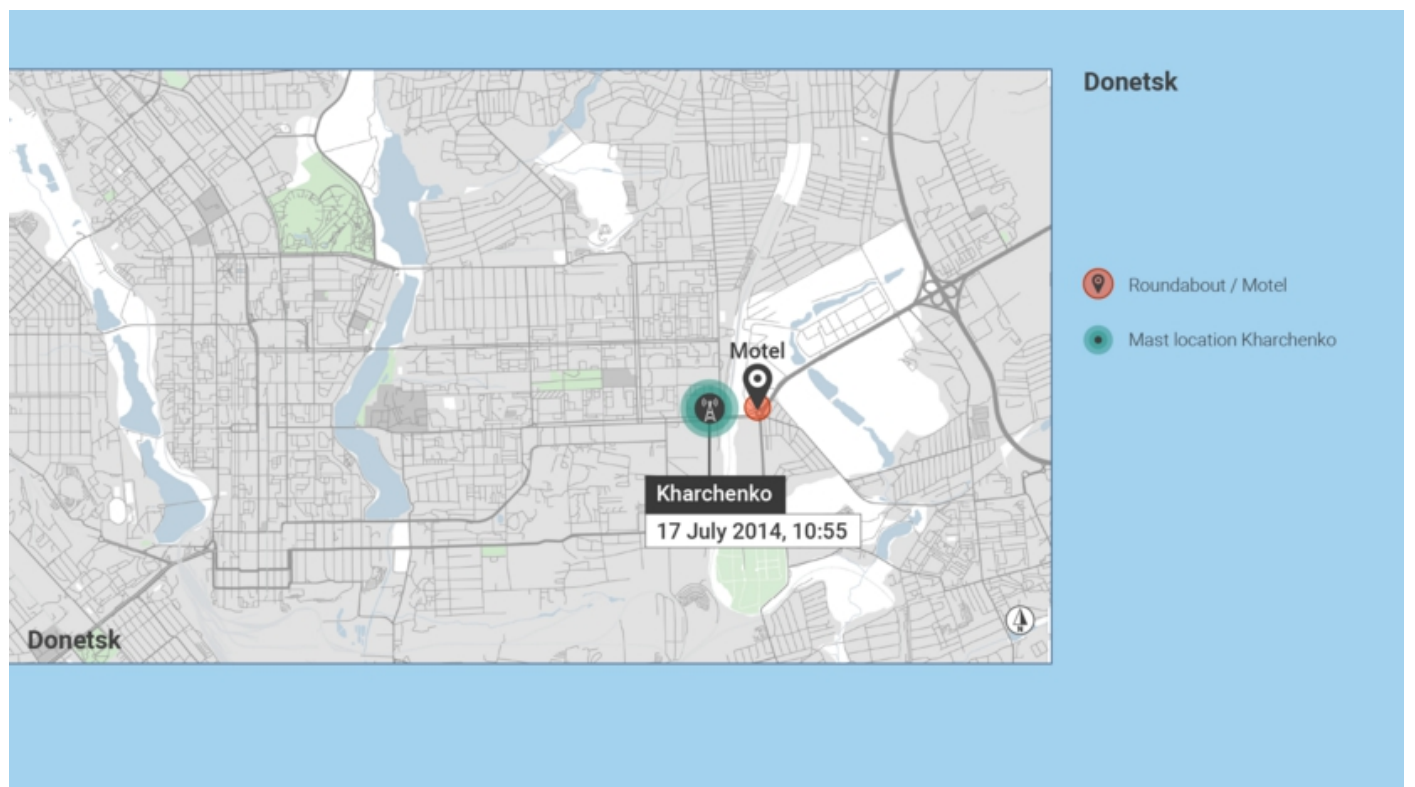 Donetsk
Roundabout / Motel
Mast location Kharchenko
Motel
Kharchenko
17 July 2014, 10:55
Donetsk
N